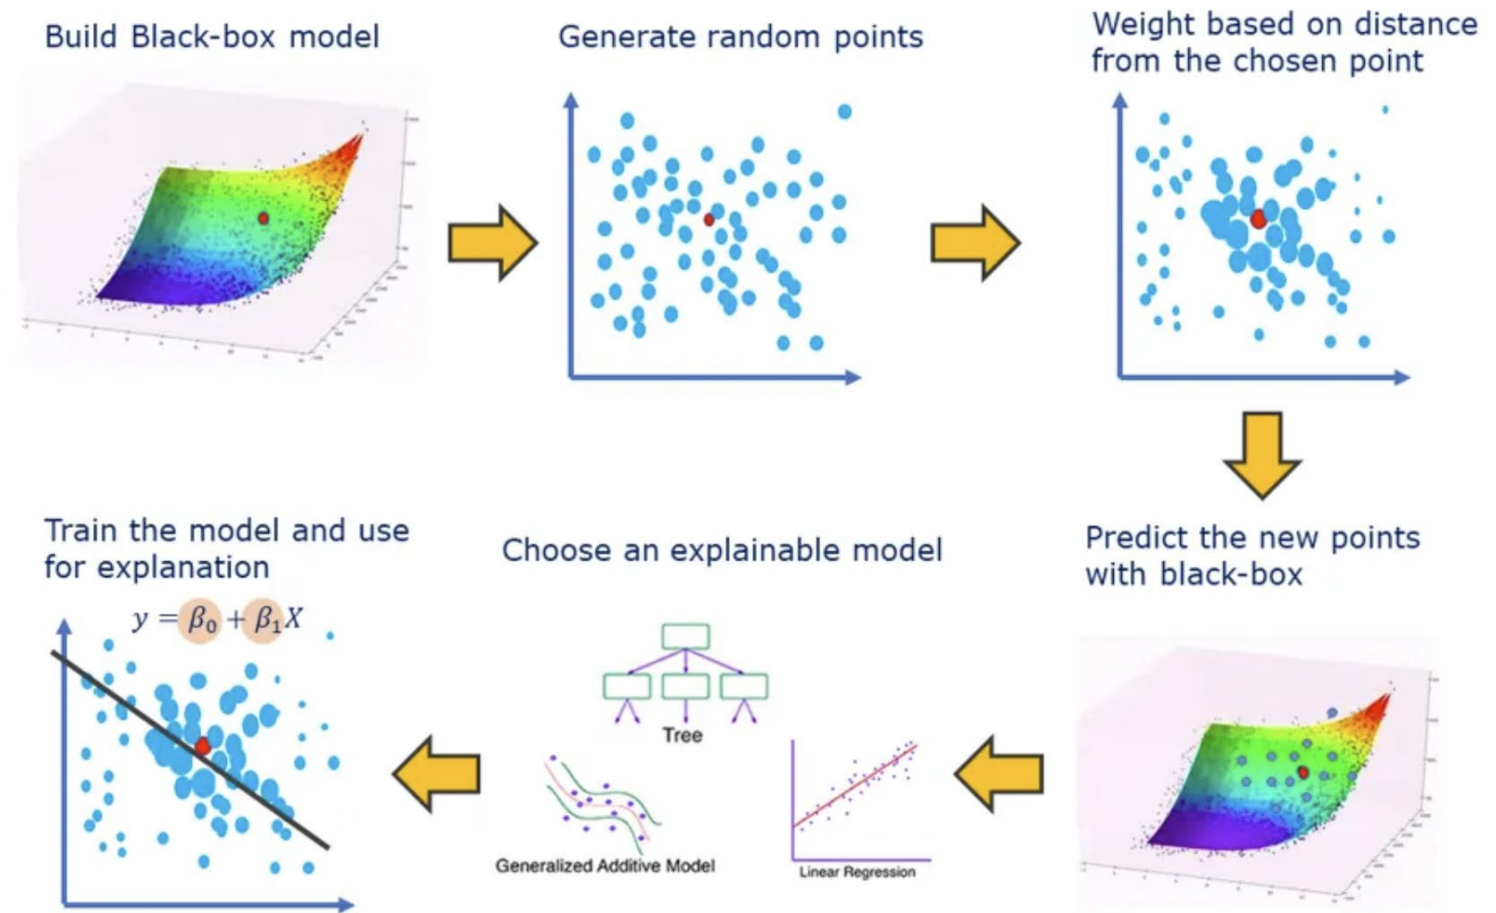 Build Black-box model
Generate random points
Weight based on distance
from the chosen point
Train the model and use
for explanation
y = β₀ + β₁X
Choose an explainable model
Tree
Generalized Additive Model
Linear Regression
Predict the new points
with black-box